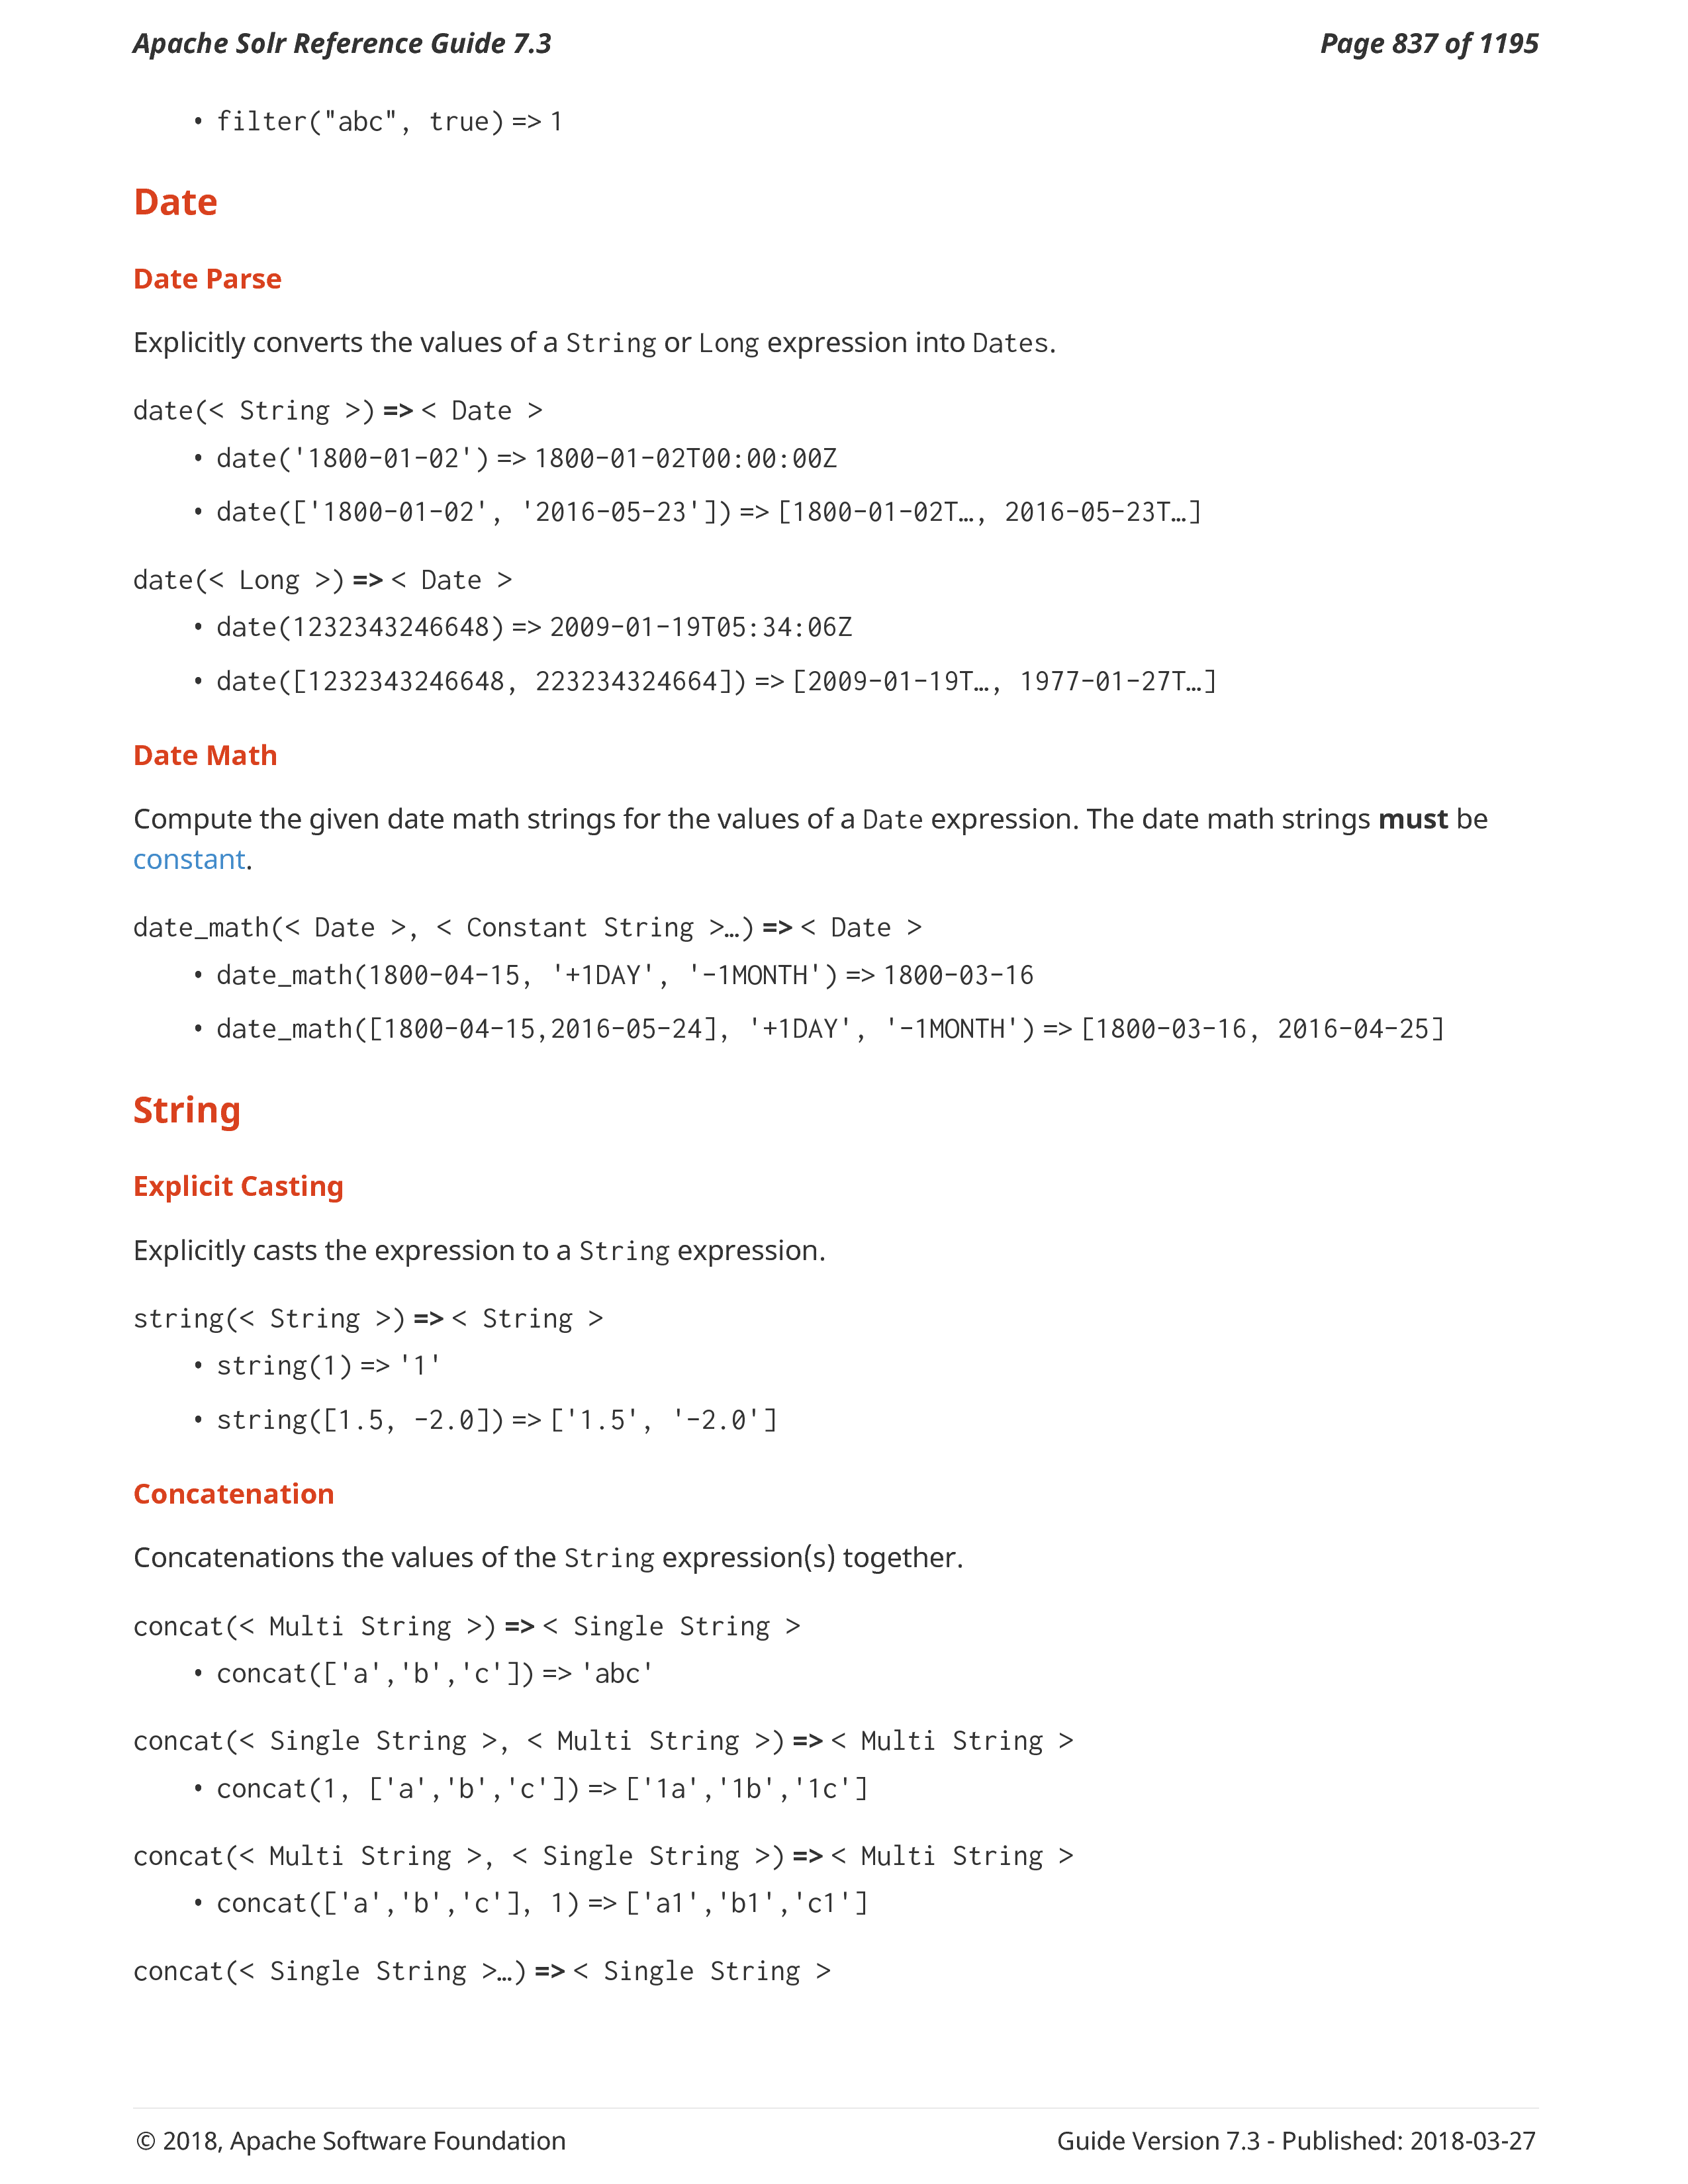 Apache Solr Reference Guide 7.3 Page 837 of 1195
• filter("abc", true) => 1
Date
Date Parse
Explicitly converts the values of a String or Long expression into Dates.
date(< String >) => < Date >
• date('1800-01-02') => 1800-01-02T00:00:00Z
• date(['1800-01-02', '2016-05-23']) => [1800-01-02T…, 2016-05-23T…]
date(< Long >) => < Date >
• date(1232343246648) => 2009-01-19T05:34:06Z
• date([1232343246648, 223234324664]) => [2009-01-19T…, 1977-01-27T…]
Date Math
Compute the given date math strings for the values of a Date expression. The date math strings must be
constant.
date_math(< Date >, < Constant String >…) => < Date >
• date_math(1800-04-15, '+1DAY', '-1MONTH') => 1800-03-16
• date_math([1800-04-15,2016-05-24], '+1DAY', '-1MONTH') => [1800-03-16, 2016-04-25]
String
Explicit Casting
Explicitly casts the expression to a String expression.
string(< String >) => < String >
• string(1) => '1'
• string([1.5, -2.0]) => ['1.5', '-2.0']
Concatenation
Concatenations the values of the String expression(s) together.
concat(< Multi String >) => < Single String >
• concat(['a','b','c']) => 'abc'
concat(< Single String >, < Multi String >) => < Multi String >
• concat(1, ['a','b','c']) => ['1a','1b','1c']
concat(< Multi String >, < Single String >) => < Multi String >
• concat(['a','b','c'], 1) => ['a1','b1','c1']
concat(< Single String >…) => < Single String >
© 2018, Apache Software Foundation Guide Version 7.3 - Published: 2018-03-27